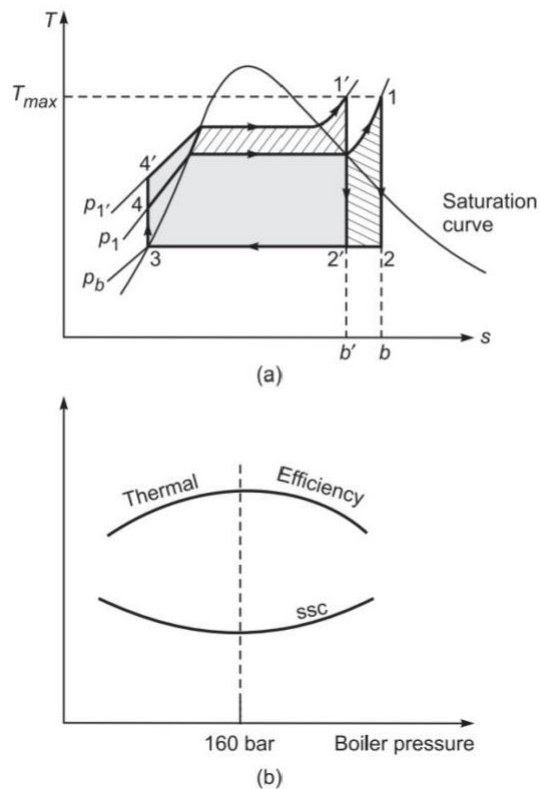 T
T_max
1′
1
4′
p_1′
4
p_1
Saturation
curve
p_b
3
2′
2
b′
b
s
(a)
Thermal
Efficiency
ssc
160 bar
Boiler pressure
(b)